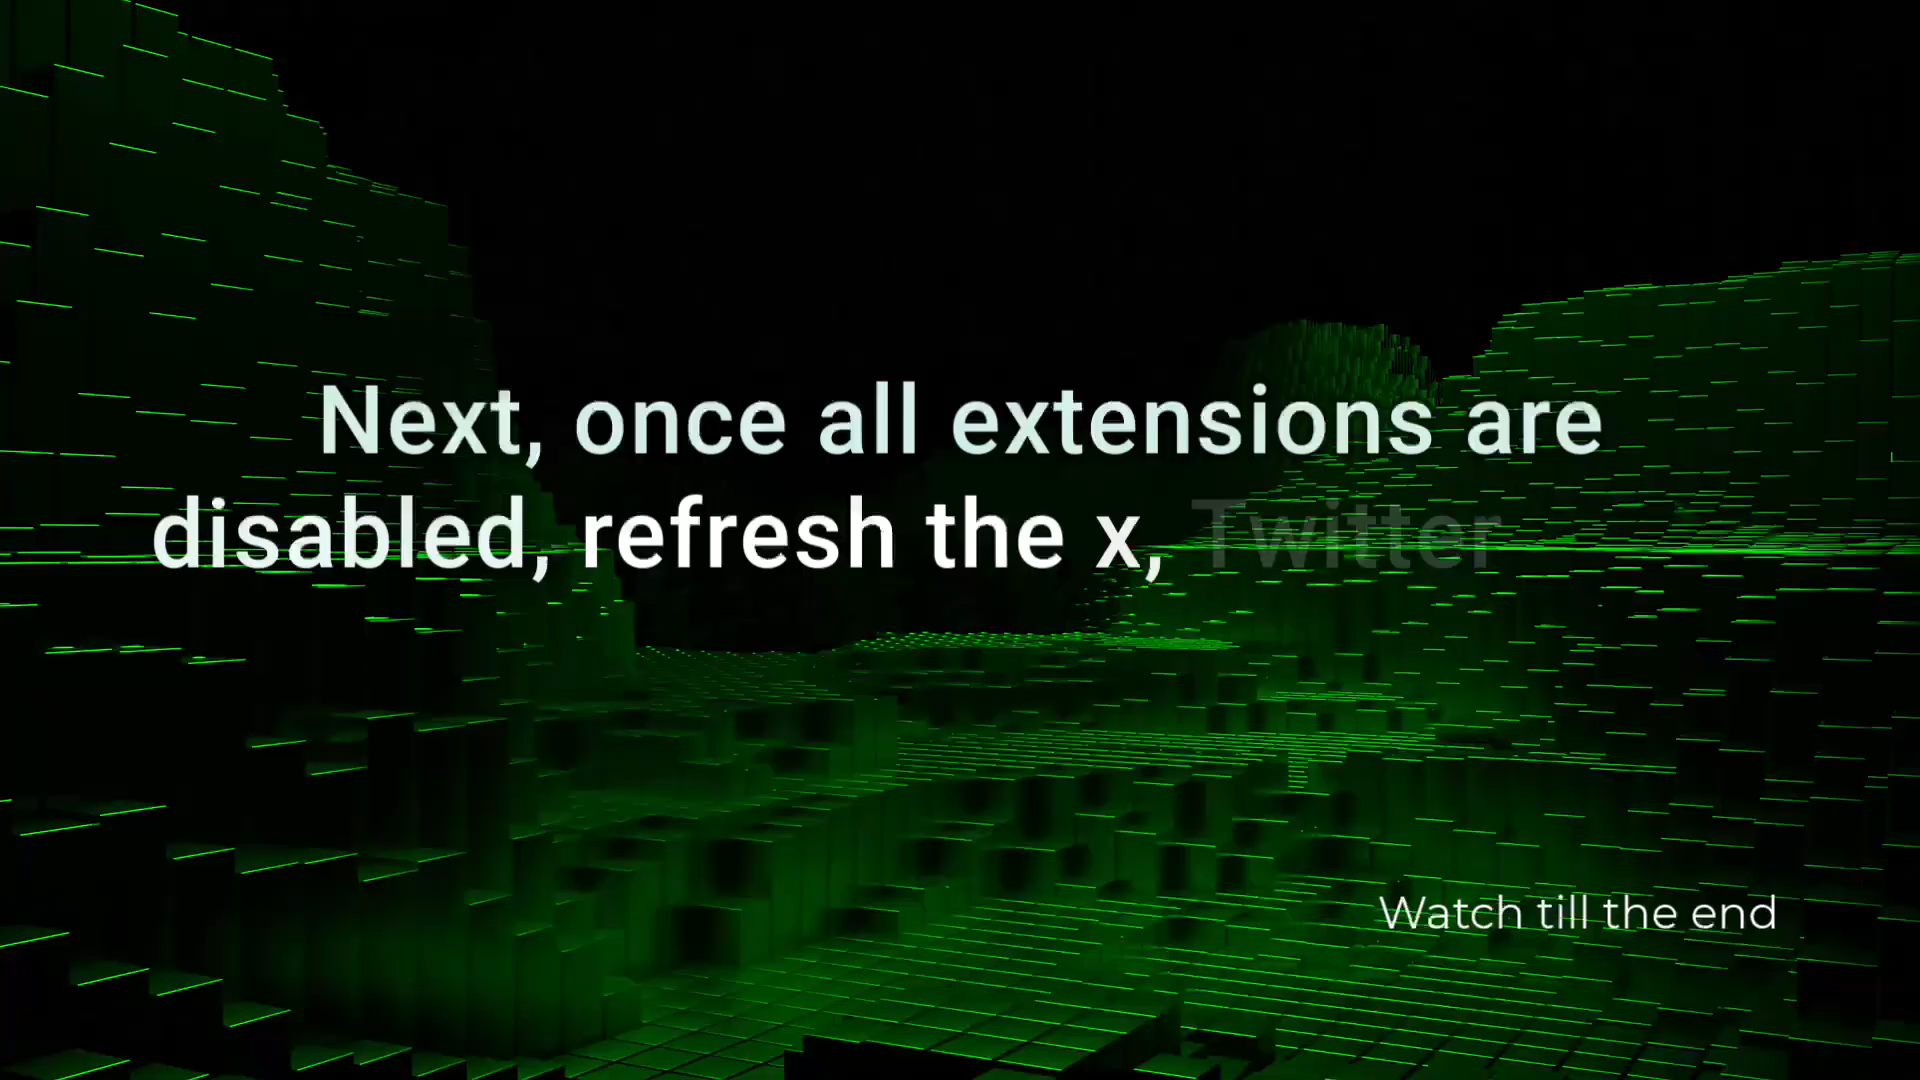 Next, once all extensions are
disabled, refresh the x, Twitter
Watch till the end